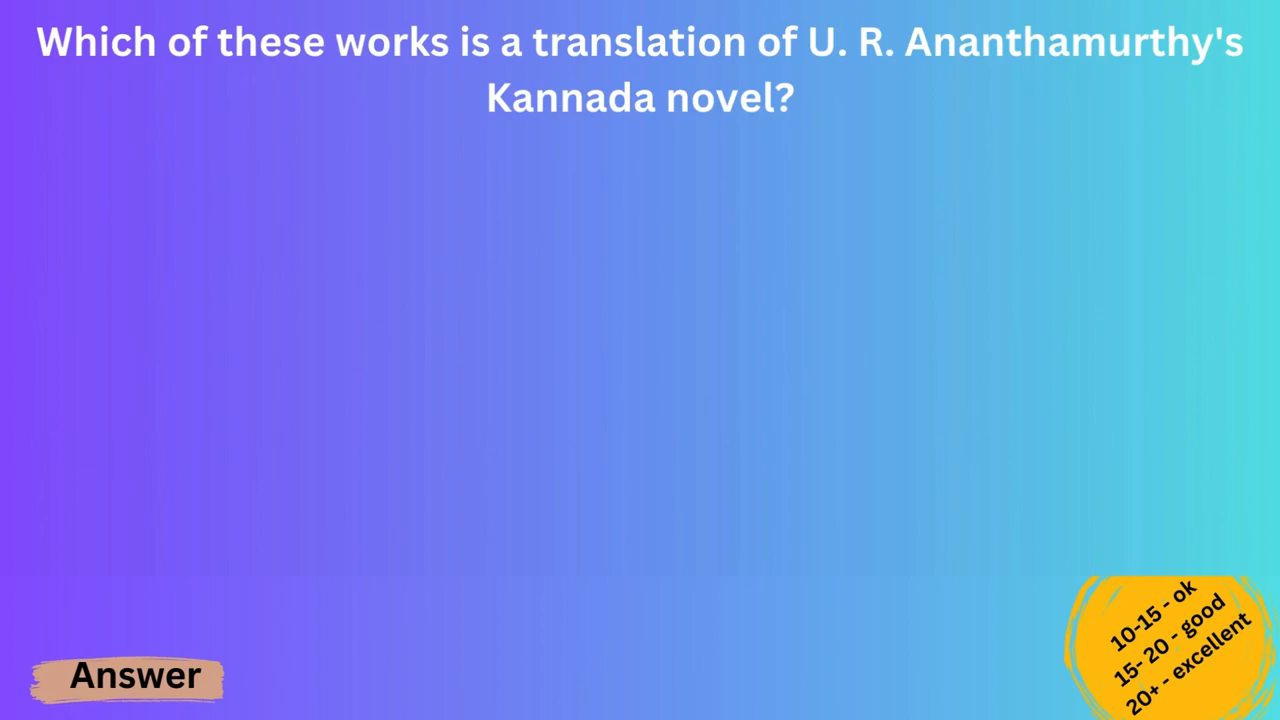 Which of these works is a translation of U. R. Ananthamurthy's
Kannada novel?
10-15 - ok
15- 20 - good
20+ - excellent
Answer